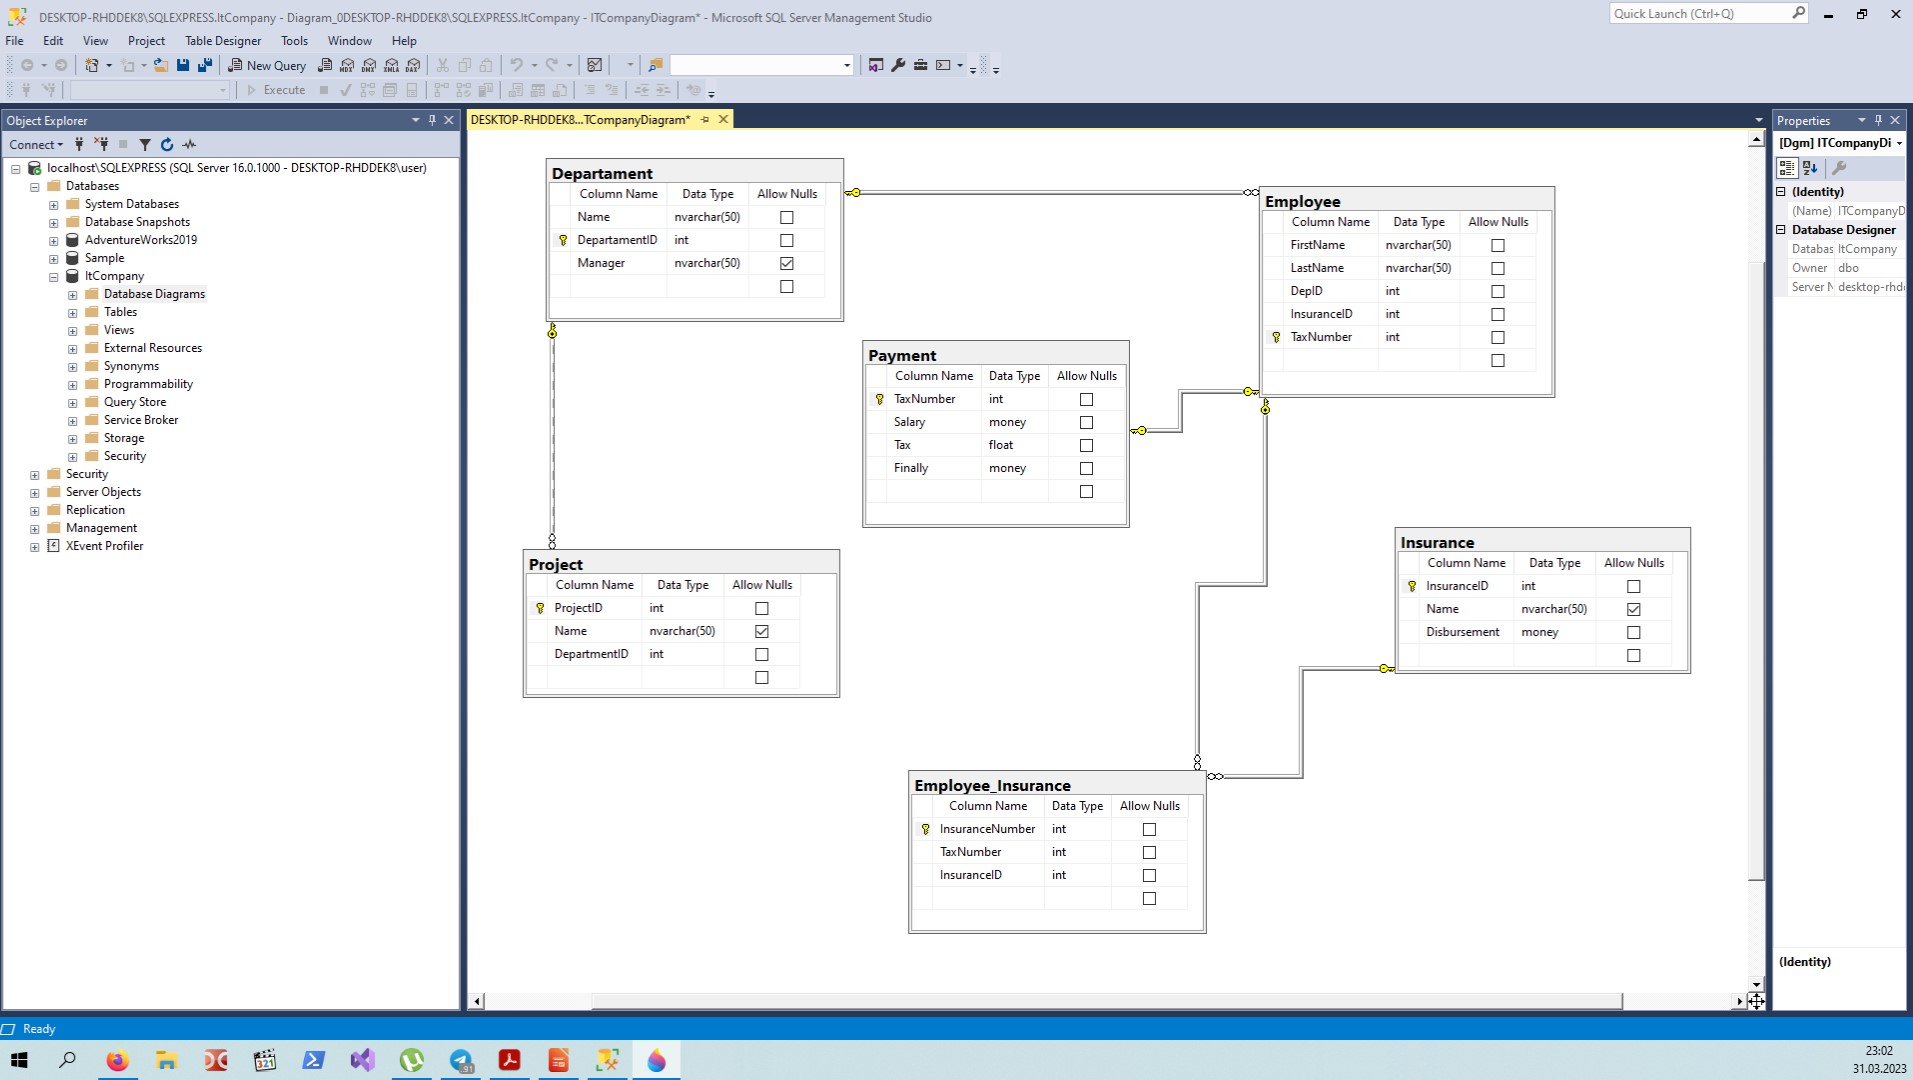 DESKTOP-RHDDEK8\SQLEXPRESS.ItCompany - Diagram_0DESKTOP-RHDDEK8\SQLEXPRESS.ItCompany - ITCompanyDiagram* - Microsoft SQL Server Management Studio
Quick Launch (Ctrl+Q)
File Edit View Project Table Designer Tools Window Help
New Query MDX DMX XMLA DAX
Execute
Object Explorer
Connect
localhost\SQLEXPRESS (SQL Server 16.0.1000 - DESKTOP-RHDDEK8\user)
Databases
System Databases
Database Snapshots
AdventureWorks2019
Sample
ItCompany
Database Diagrams
Tables
Views
External Resources
Synonyms
Programmability
Query Store
Service Broker
Storage
Security
Security
Server Objects
Replication
Management
XEvent Profiler
DESKTOP-RHDDEK8...TCompanyDiagram*
Departament
Column Name Data Type Allow Nulls
Name nvarchar(50)
DepartamentID int
Manager nvarchar(50)
Employee
Column Name Data Type Allow Nulls
FirstName nvarchar(50)
LastName nvarchar(50)
DepID int
InsuranceID int
TaxNumber int
Payment
Column Name Data Type Allow Nulls
TaxNumber int
Salary money
Tax float
Finally money
Project
Column Name Data Type Allow Nulls
ProjectID int
Name nvarchar(50)
DepartmentID int
Insurance
Column Name Data Type Allow Nulls
InsuranceID int
Name nvarchar(50)
Disbursement money
Employee_Insurance
Column Name Data Type Allow Nulls
InsuranceNumber int
TaxNumber int
InsuranceID int
Properties
[Dgm] ITCompanyDi
(Identity)
(Name) ITCompanyD
Database Designer
Databas ItCompany
Owner dbo
Server N desktop-rhdd
(Identity)
Ready
321
91
23:02
31.03.2023